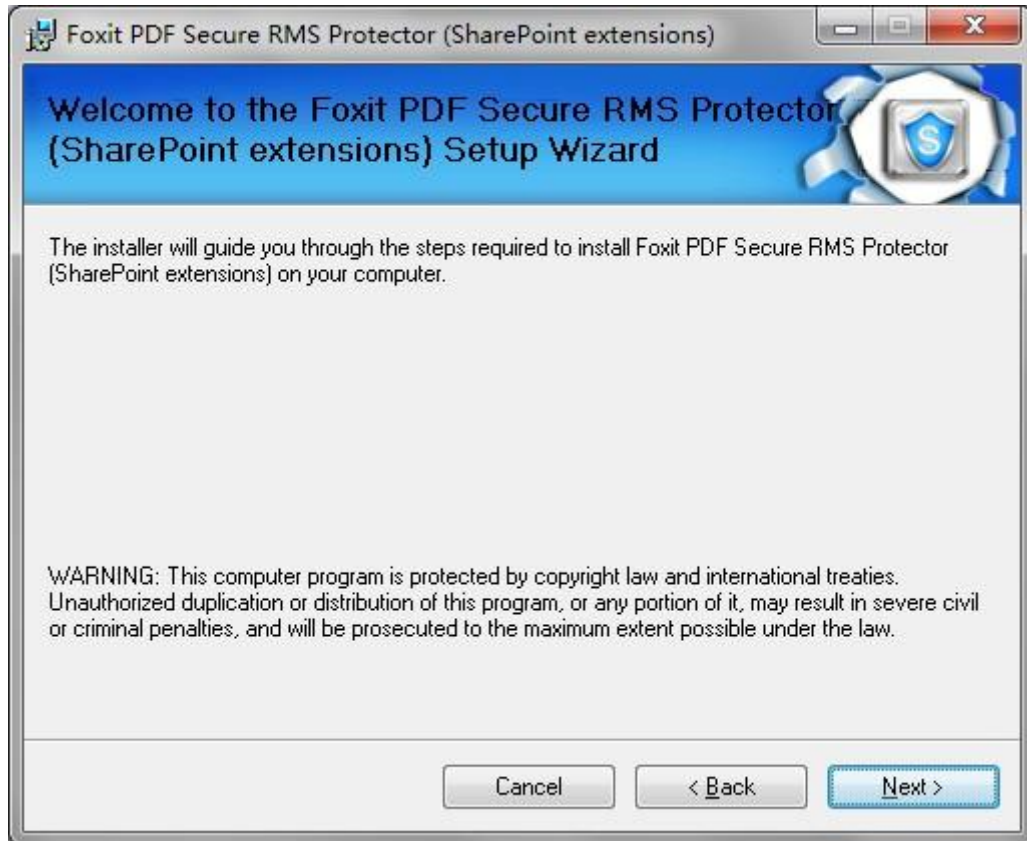 Foxit PDF Secure RMS Protector (SharePoint extensions)
Welcome to the Foxit PDF Secure RMS Protector
(SharePoint extensions) Setup Wizard
S
The installer will guide you through the steps required to install Foxit PDF Secure RMS Protector
(SharePoint extensions) on your computer.
WARNING: This computer program is protected by copyright law and international treaties.
Unauthorized duplication or distribution of this program, or any portion of it, may result in severe civil
or criminal penalties, and will be prosecuted to the maximum extent possible under the law.
Cancel
< Back
Next >